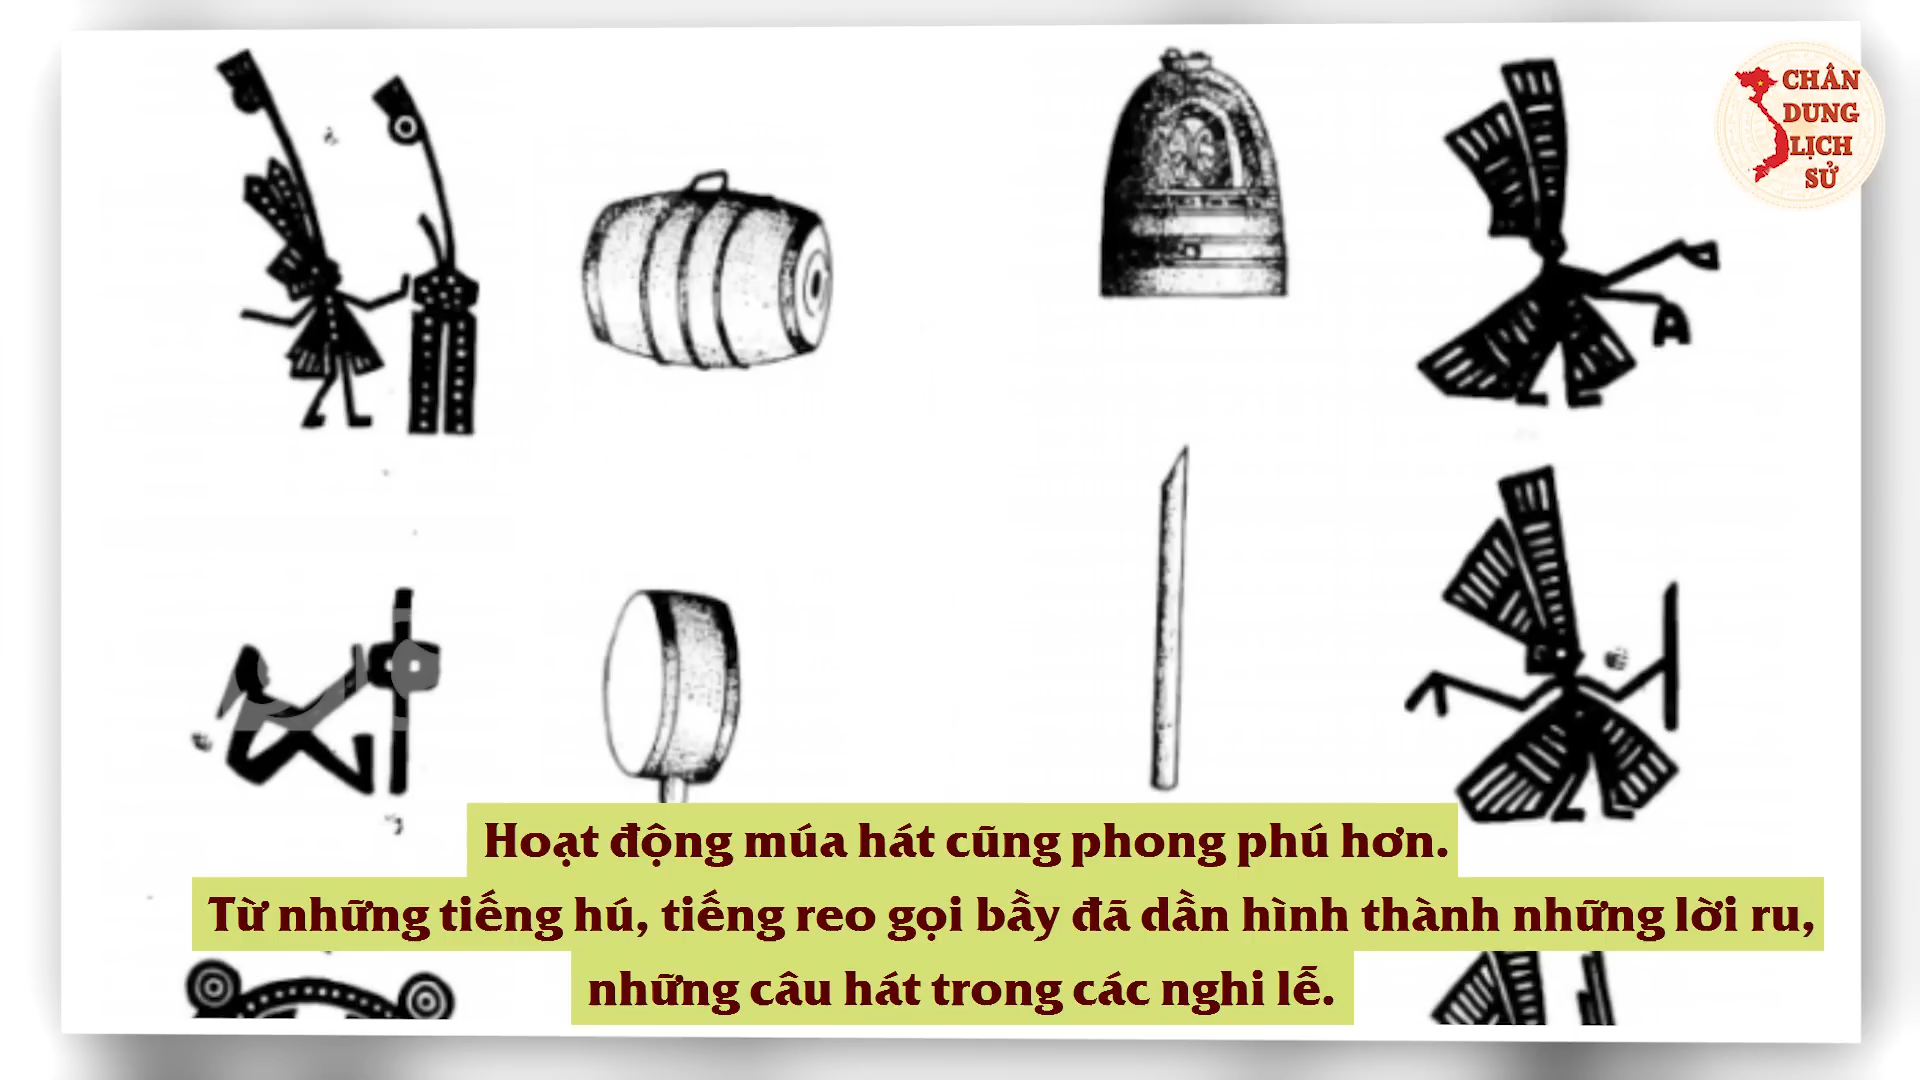 CHÂN
DUNG
LỊCH
SỬ
Hoạt động múa hát cũng phong phú hơn.
Từ những tiếng hú, tiếng reo gọi bầy đã dần hình thành những lời ru,
những câu hát trong các nghi lễ.